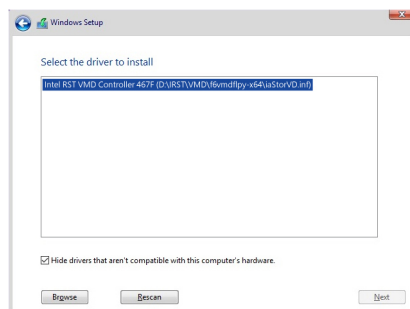 Windows Setup
Select the driver to install
Intel RST VMD Controller 467F (D:\IRST\VMD\f6vmdflpy-x64\iaStorVD.inf)
Hide drivers that aren't compatible with this computer's hardware.
Browse
Rescan
Next